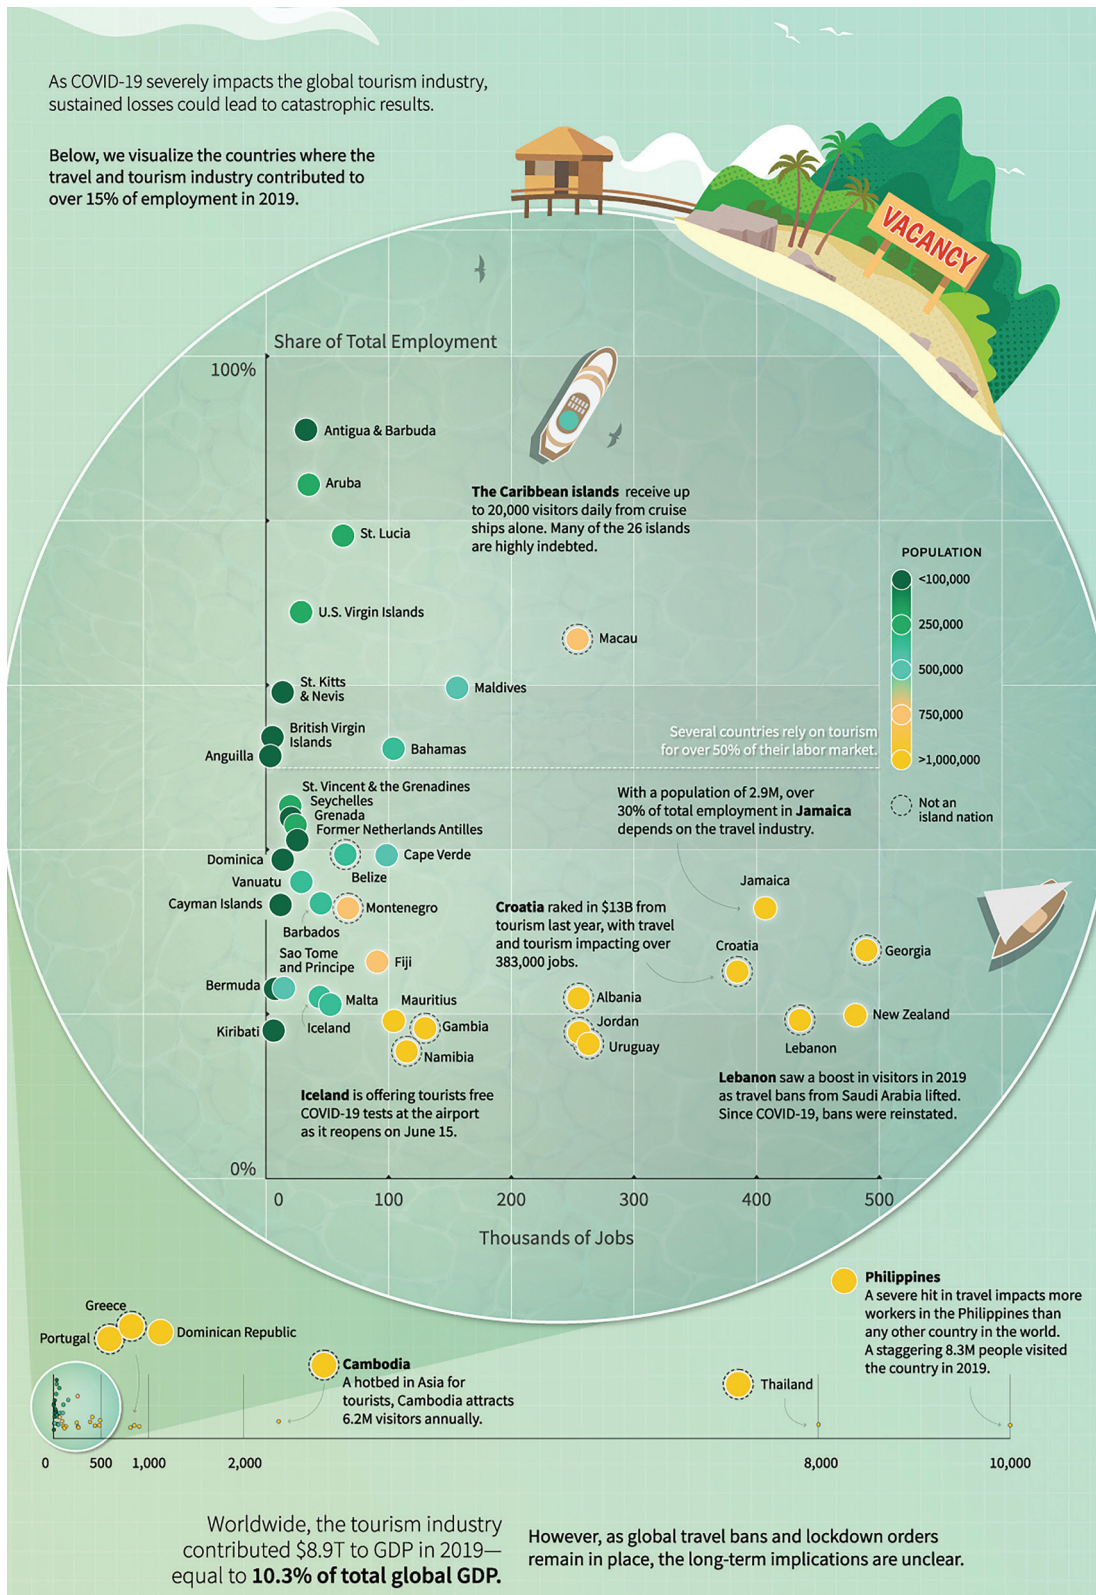 As COVID-19 severely impacts the global tourism industry,
sustained losses could lead to catastrophic results.
Below, we visualize the countries where the
travel and tourism industry contributed to
over 15% of employment in 2019.
VACANCY
Share of Total Employment
100%
Antigua & Barbuda
Aruba
The Caribbean islands receive up
to 20,000 visitors daily from cruise
ships alone. Many of the 26 islands
are highly indebted.
St. Lucia
U.S. Virgin Islands
Macau
St. Kitts
& Nevis
Maldives
British Virgin
Islands
Anguilla
Bahamas
Several countries rely on tourism
for over 50% of their labor market.
POPULATION
<100,000
250,000
500,000
750,000
>1,000,000
Not an
island nation
St. Vincent & the Grenadines
Seychelles
Grenada
Former Netherlands Antilles
Dominica
Cape Verde
Belize
Vanuatu
Cayman Islands
Montenegro
Barbados
With a population of 2.9M, over
30% of total employment in Jamaica
depends on the travel industry.
Jamaica
Croatia raked in $13B from
tourism last year, with travel
and tourism impacting over
383,000 jobs.
Croatia
Georgia
Sao Tome
and Principe
Fiji
Bermuda
Malta
Mauritius
Albania
Iceland
Gambia
Jordan
New Zealand
Kiribati
Namibia
Uruguay
Lebanon
Iceland is offering tourists free
COVID-19 tests at the airport
as it reopens on June 15.
Lebanon saw a boost in visitors in 2019
as travel bans from Saudi Arabia lifted.
Since COVID-19, bans were reinstated.
0%
0 100 200 300 400 500
Thousands of Jobs
Philippines
A severe hit in travel impacts more
workers in the Philippines than
any other country in the world.
A staggering 8.3M people visited
the country in 2019.
Greece
Portugal
Dominican Republic
Cambodia
A hotbed in Asia for
tourists, Cambodia attracts
6.2M visitors annually.
Thailand
0 500 1,000 2,000 8,000 10,000
Worldwide, the tourism industry
contributed $8.9T to GDP in 2019—
equal to 10.3% of total global GDP.
However, as global travel bans and lockdown orders
remain in place, the long-term implications are unclear.